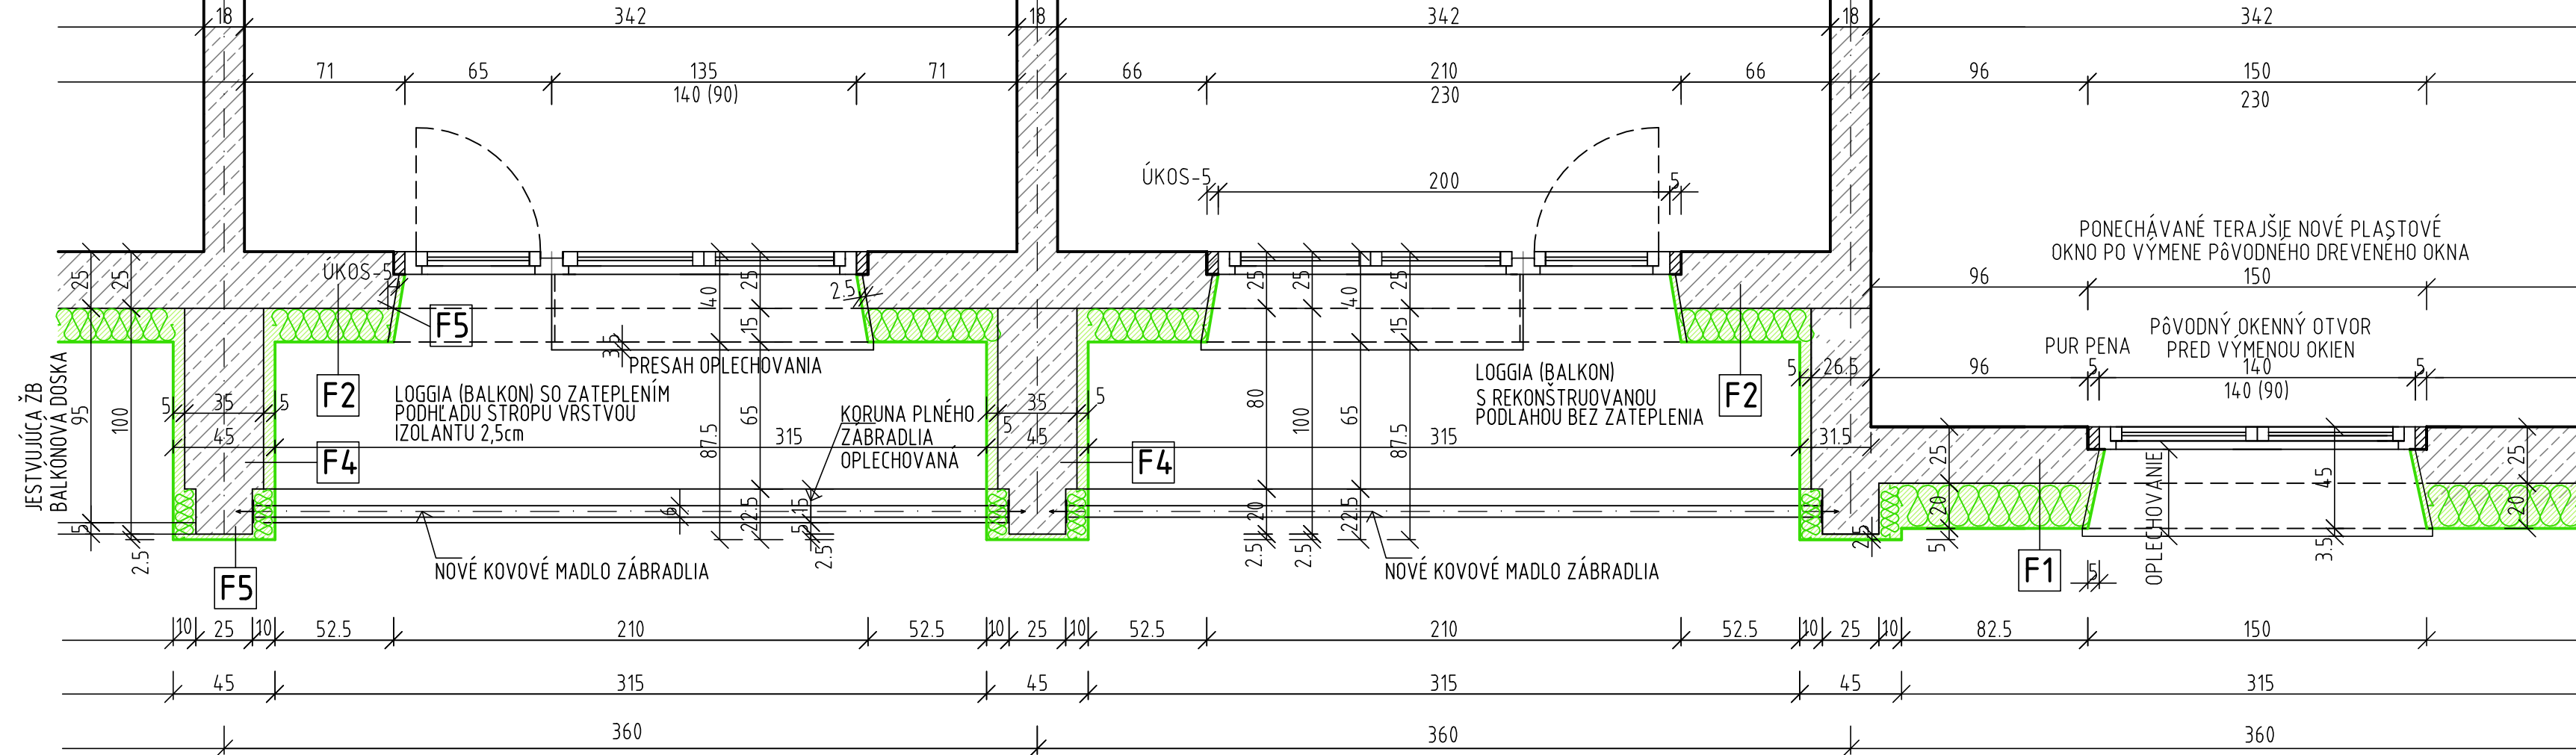 18 342 18 342 18 342
71 65 135 71 66 210 66 96 150
140 (90) 230 230
ÚKOS-5 200 5
PONECHÁVANÉ TERAJŠIE NOVÉ PLASTOVÉ
OKNO PO VÝMENE PôVODNÉHO DREVENÉHO OKNA
96 150
25 25 ÚKOS-5 40 25 2.5 25 25 40 25
F5
15 15
3.5
PRESAH OPLECHOVANIA
PôVODNÝ OKENNÝ OTVOR
PRED VÝMENOU OKIEN
PUR PENA
5 26.5 96 5 140 5
140 (90)
JESTVUJÚCA ŽB
BALKÓNOVÁ DOSKA
95 100
F2
LOGGIA (BALKON) SO ZATEPLENÍM
PODHĽADU STROPU VRSTVOU
IZOLANTU 2,5cm
LOGGIA (BALKON)
S REKONŠTRUOVANOU
PODLAHOU BEZ ZATEPLENIA
F2
5 35 5 65 5 35 5 80 100 65
KORUNA PLNÉHO
ZÁBRADLIA
OPLECHOVANÁ
45 87.5 315 5 45 87.5 315 31.5
F4 F4
25 45 25
OPLECHOVANIE
5 2.5 6 22.5 15 5 2.5 20 2.5 2.5 22.5 2.5 20 5 3.5 20
NOVÉ KOVOVÉ MADLO ZÁBRADLIA
NOVÉ KOVOVÉ MADLO ZÁBRADLIA
F5 F1 5
10 25 10 52.5 210 52.5 10 25 10 52.5 210 52.5 10 25 10 82.5 150
45 315 45 315 45 315
360 360 360